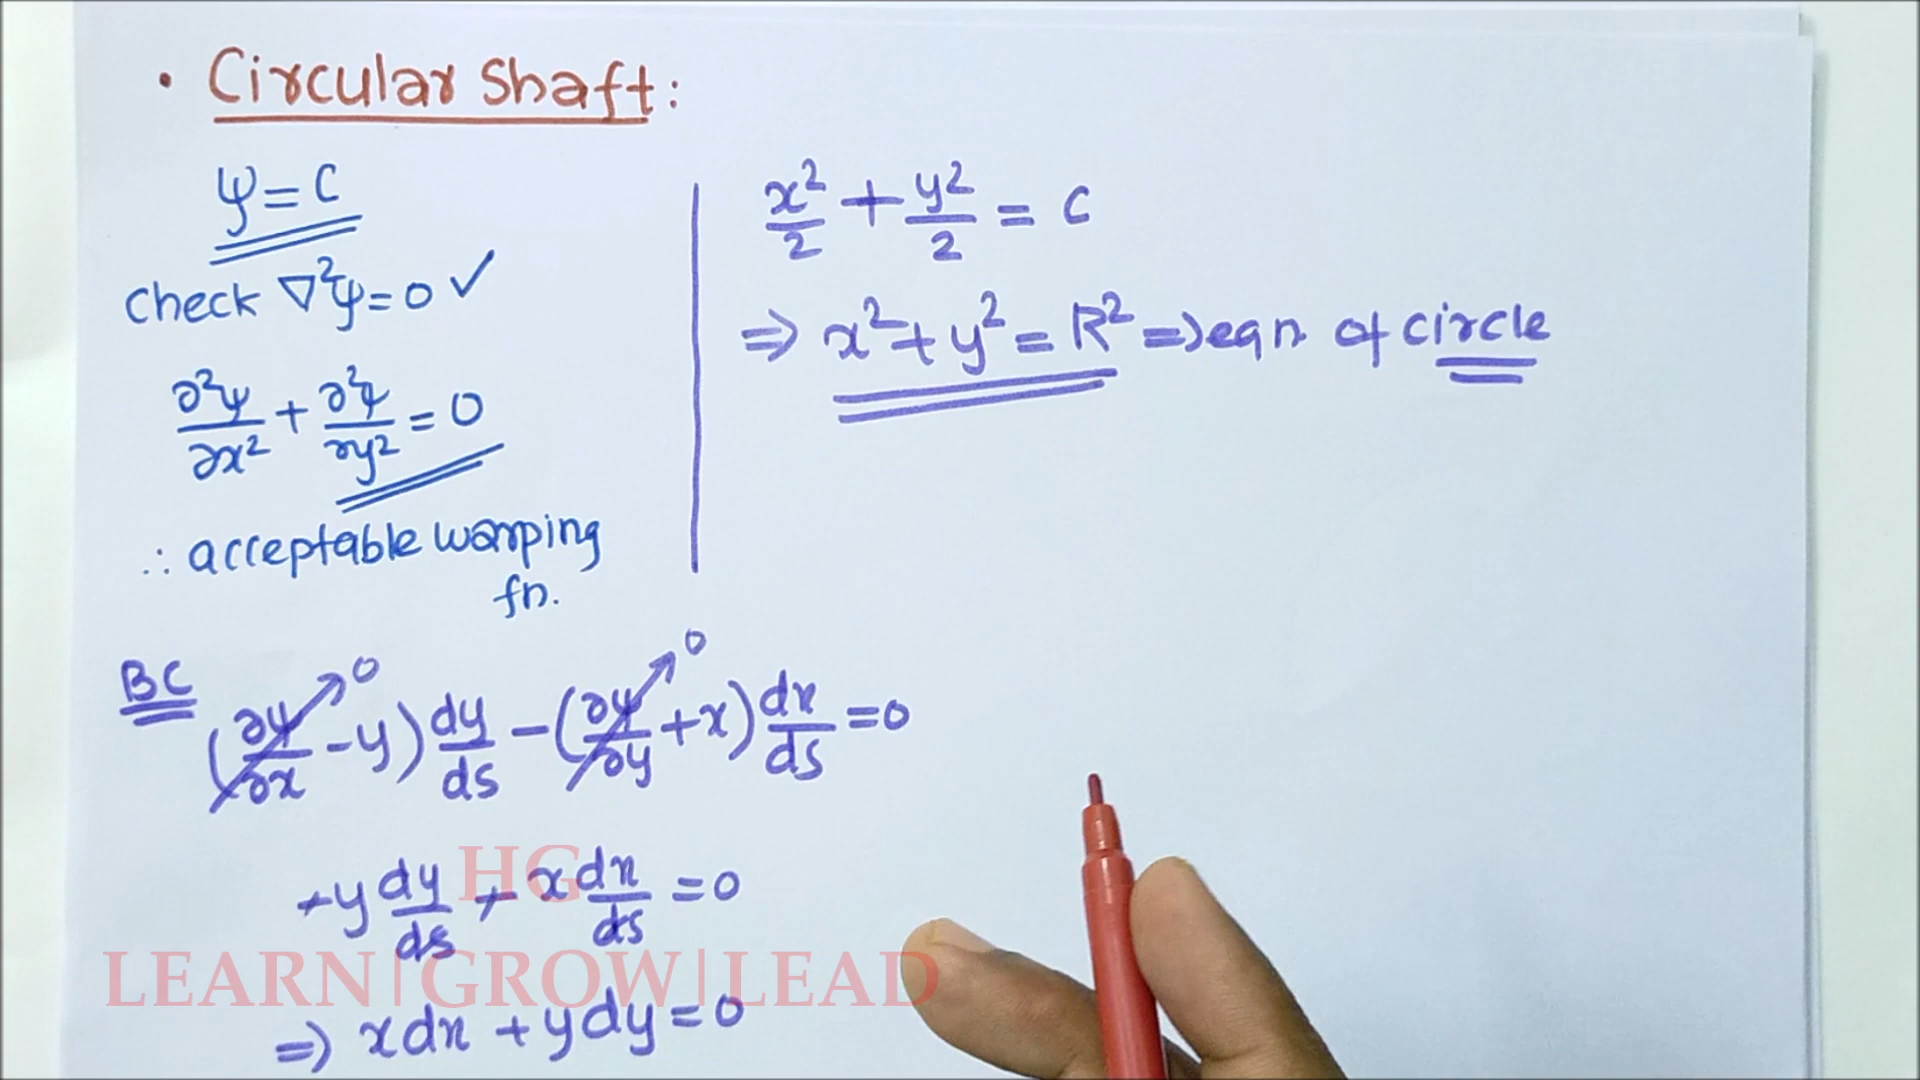 • Circular Shaft:
ψ = C
Check ∇²ψ = 0 ✓
∂²ψ/∂x² + ∂²ψ/∂y² = 0
∴ acceptable warping
fn.
x²/2 + y²/2 = C
⇒ x² + y² = R² ⇒ eqn of circle
BC
(∂ψ/∂x → 0 - y) dy/ds - (∂ψ/∂y → 0 + x) dx/ds = 0
+ y dy/ds + x dx/ds = 0
⇒ x dx + y dy = 0
HG
LEARN|GROW|LEAD